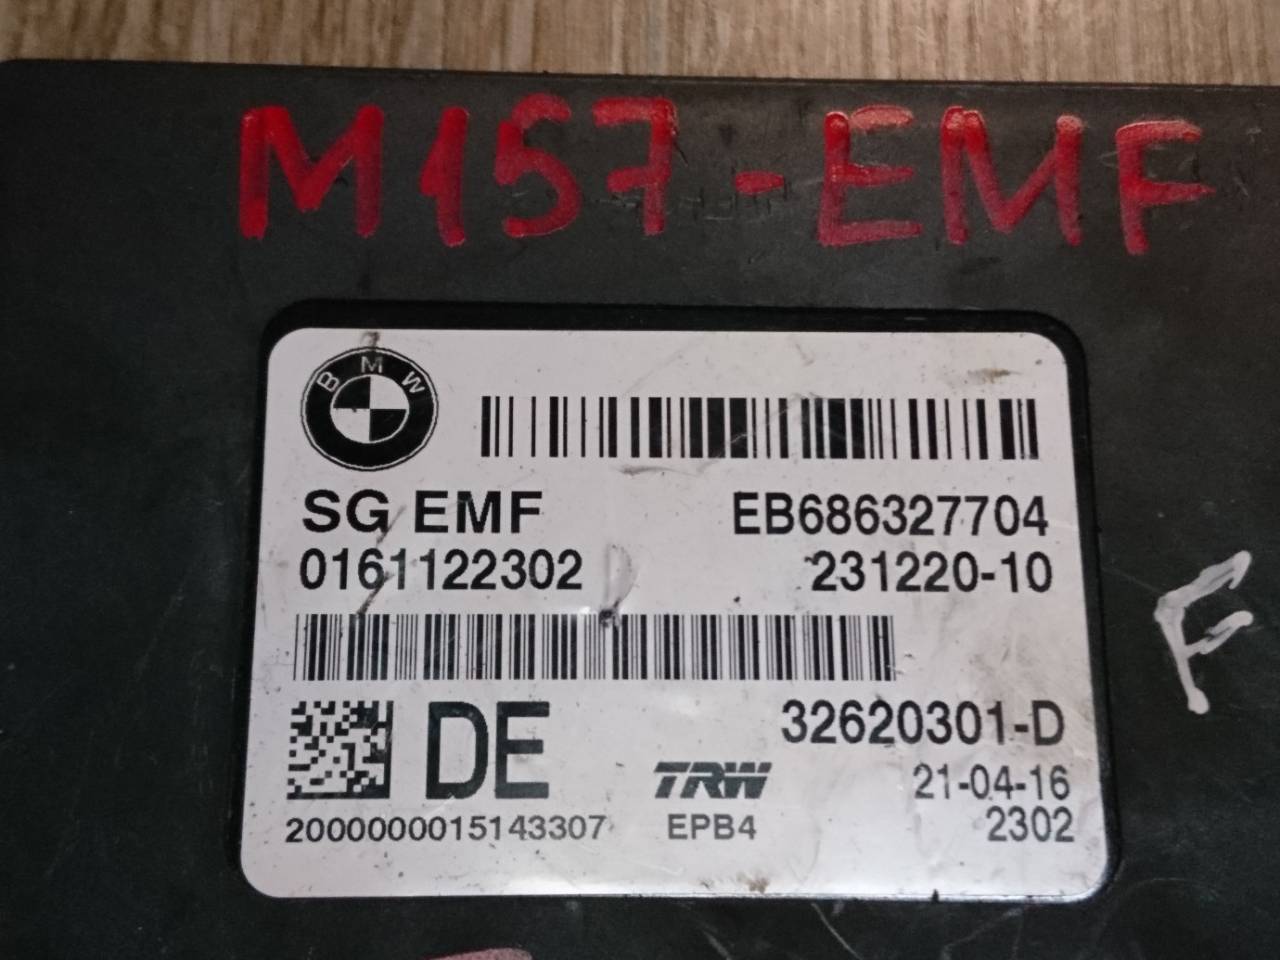 M157-EMF
BMW
SG EMF
EB686327704
0161122302
231220-10
F
DE
32620301-D
TRW
21-04-16
2000000015143307
EPB4
2302